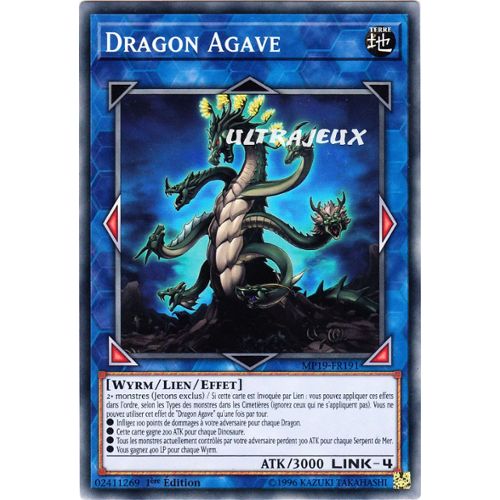 Dragon Agave
TERRE
地
ULTRAJEUX
MP19-FR191
[Wyrm/Lien/Effet]
2+ monstres (Jetons exclus) / Si cette carte est Invoquée par Lien : vous pouvez appliquer ces effets
dans l'ordre, selon les Types des monstres dans les Cimetières (ignorez ceux qui ne s'appliquent pas). Vous ne
pouvez utiliser cet effet de "Dragon Agave" qu'une fois par tour.
● Infligez 100 points de dommages à votre adversaire pour chaque Dragon.
● Cette carte gagne 200 ATK pour chaque Dinosaure.
● Tous les monstres actuellement contrôlés par votre adversaire perdent 300 ATK pour chaque Serpent de Mer.
● Vous gagnez 400 LP pour chaque Wyrm.
ATK/3000 LINK-4
02411269 1ère Edition ©1996 KAZUKI TAKAHASHI